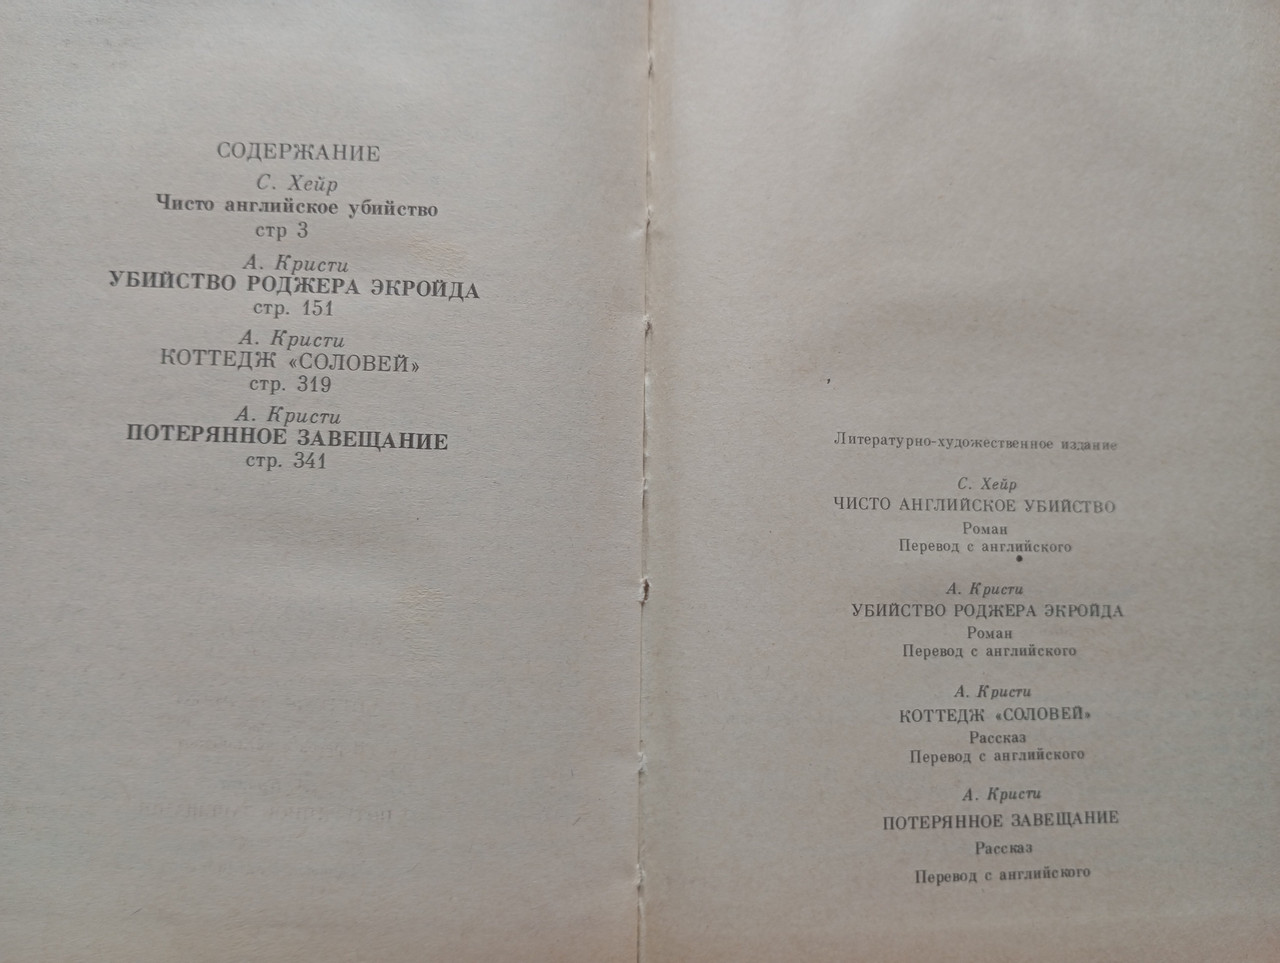 СОДЕРЖАНИЕ
С. Хейр
Чисто английское убийство
стр 3
А. Кристи
УБИЙСТВО РОДЖЕРА ЭКРОЙДА
стр. 151
А. Кристи
КОТТЕДЖ «СОЛОВЕЙ»
стр. 319
А. Кристи
ПОТЕРЯННОЕ ЗАВЕЩАНИЕ
стр. 341
Литературно-художественное издание
С. Хейр
ЧИСТО АНГЛИЙСКОЕ УБИЙСТВО
Роман
Перевод с английского
А. Кристи
УБИЙСТВО РОДЖЕРА ЭКРОЙДА
Роман
Перевод с английского
А. Кристи
КОТТЕДЖ «СОЛОВЕЙ»
Рассказ
Перевод с английского
А. Кристи
ПОТЕРЯННОЕ ЗАВЕЩАНИЕ
Рассказ
Перевод с английского